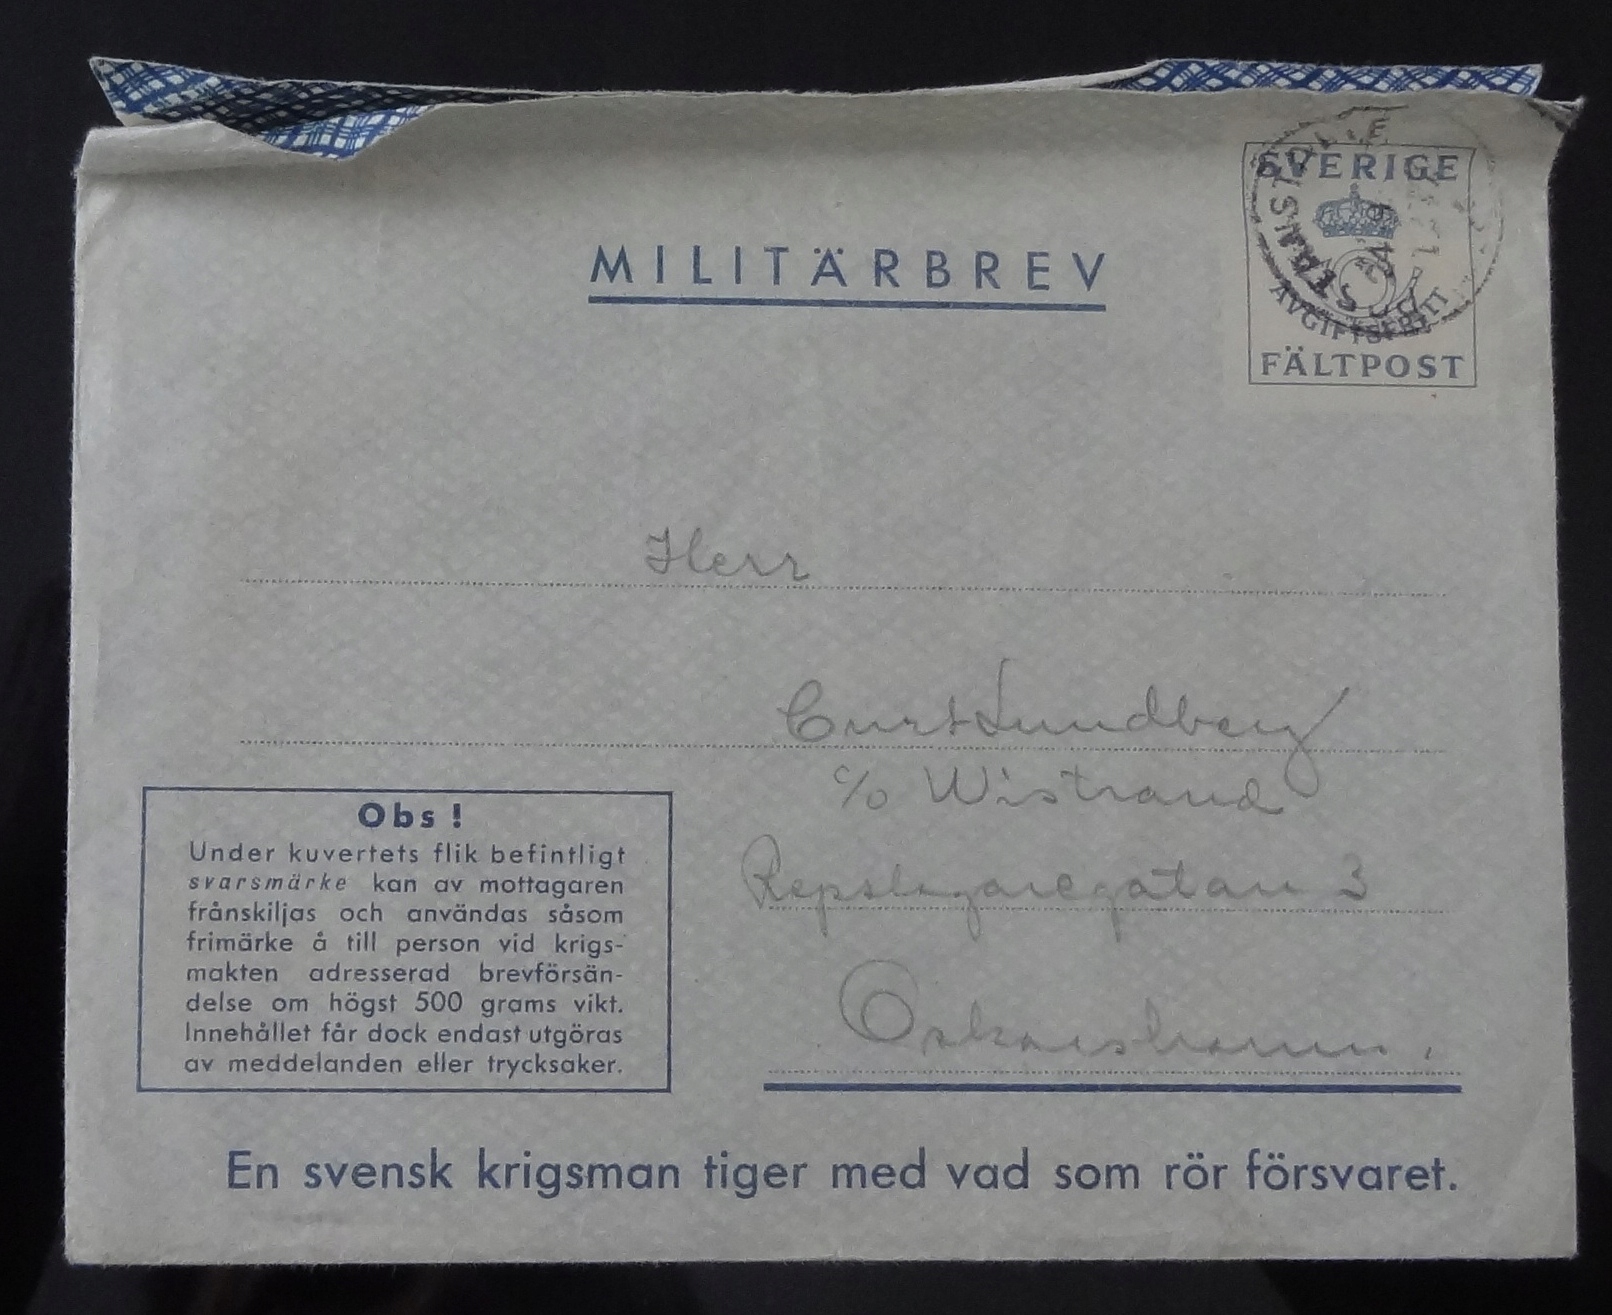 SVERIGE
AVGIFTSFRITT
FÄLTPOST
MILITÄRBREV
Herr
Curt Lundberg
c/o Wistrand
Repslagaregatan 3
Oskarshamn.
Obs!
Under kuvertets flik befintligt
svarsmärke kan av mottagaren
frånskiljas och användas såsom
frimärke å till person vid krigs-
makten adresserad brevförsän-
delse om högst 500 grams vikt.
Innehållet får dock endast utgöras
av meddelanden eller trycksaker.
En svensk krigsman tiger med vad som rör försvaret.